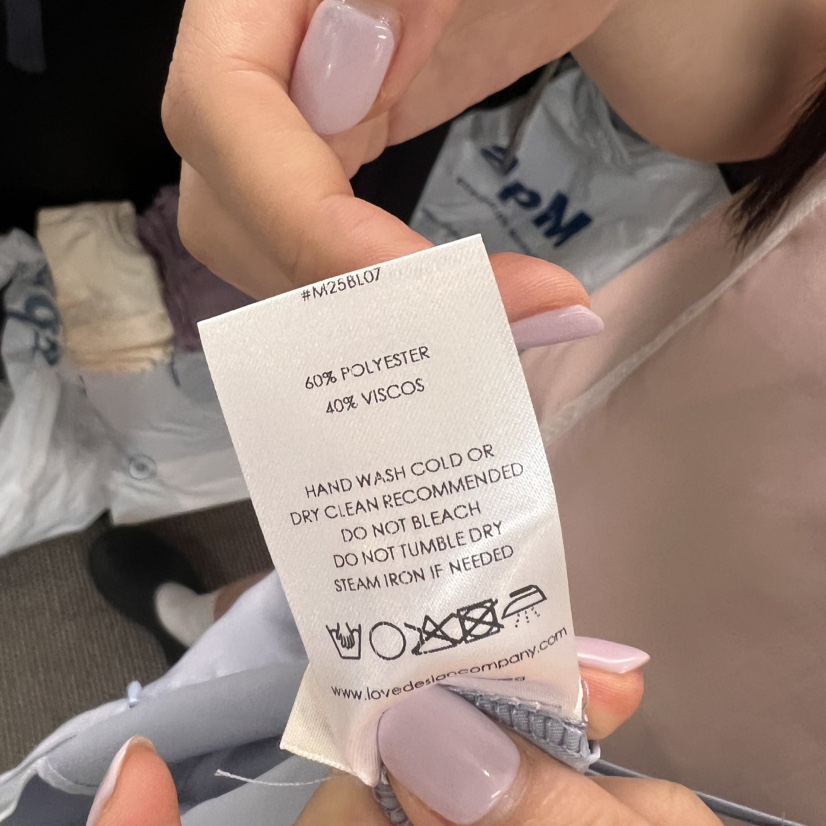 apM
#M25BL07
60% POLYESTER
40% VISCOS
HAND WASH COLD OR
DRY CLEAN RECOMMENDED
DO NOT BLEACH
DO NOT TUMBLE DRY
STEAM IRON IF NEEDED
www.lovedesigncompany.com